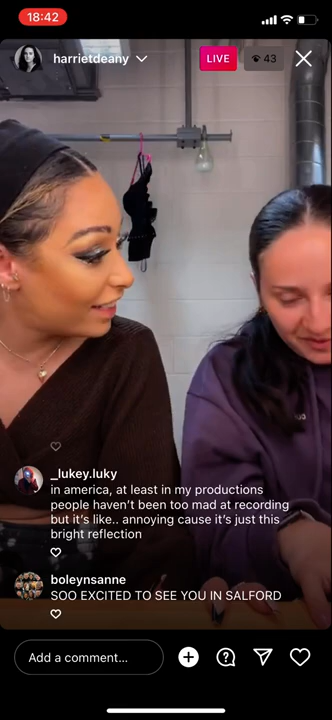 18:42
harrietdeany
LIVE
43
_lukey.luky
in america, at least in my productions
people haven't been too mad at recording
but it's like.. annoying cause it's just this
bright reflection
boleynsanne
SOO EXCITED TO SEE YOU IN SALFORD
Add a comment...